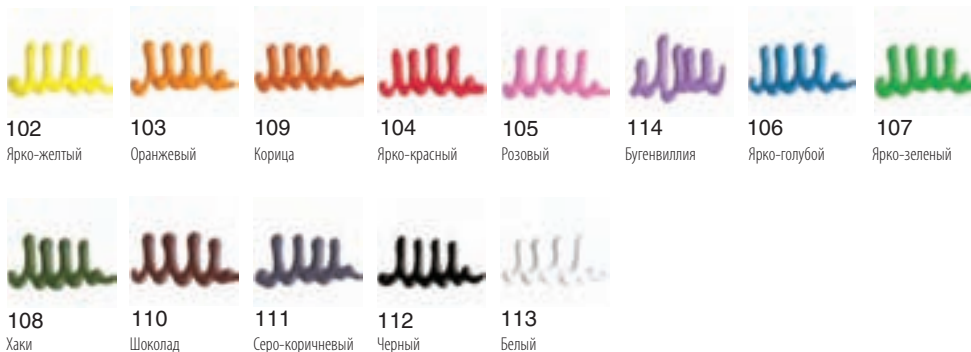 102 103 109 104 105 114 106 107
Ярко-желтый Оранжевый Корица Ярко-красный Розовый Бугенвиллия Ярко-голубой Ярко-зеленый
108 110 111 112 113
Хаки Шоколад Серо-коричневый Черный Белый